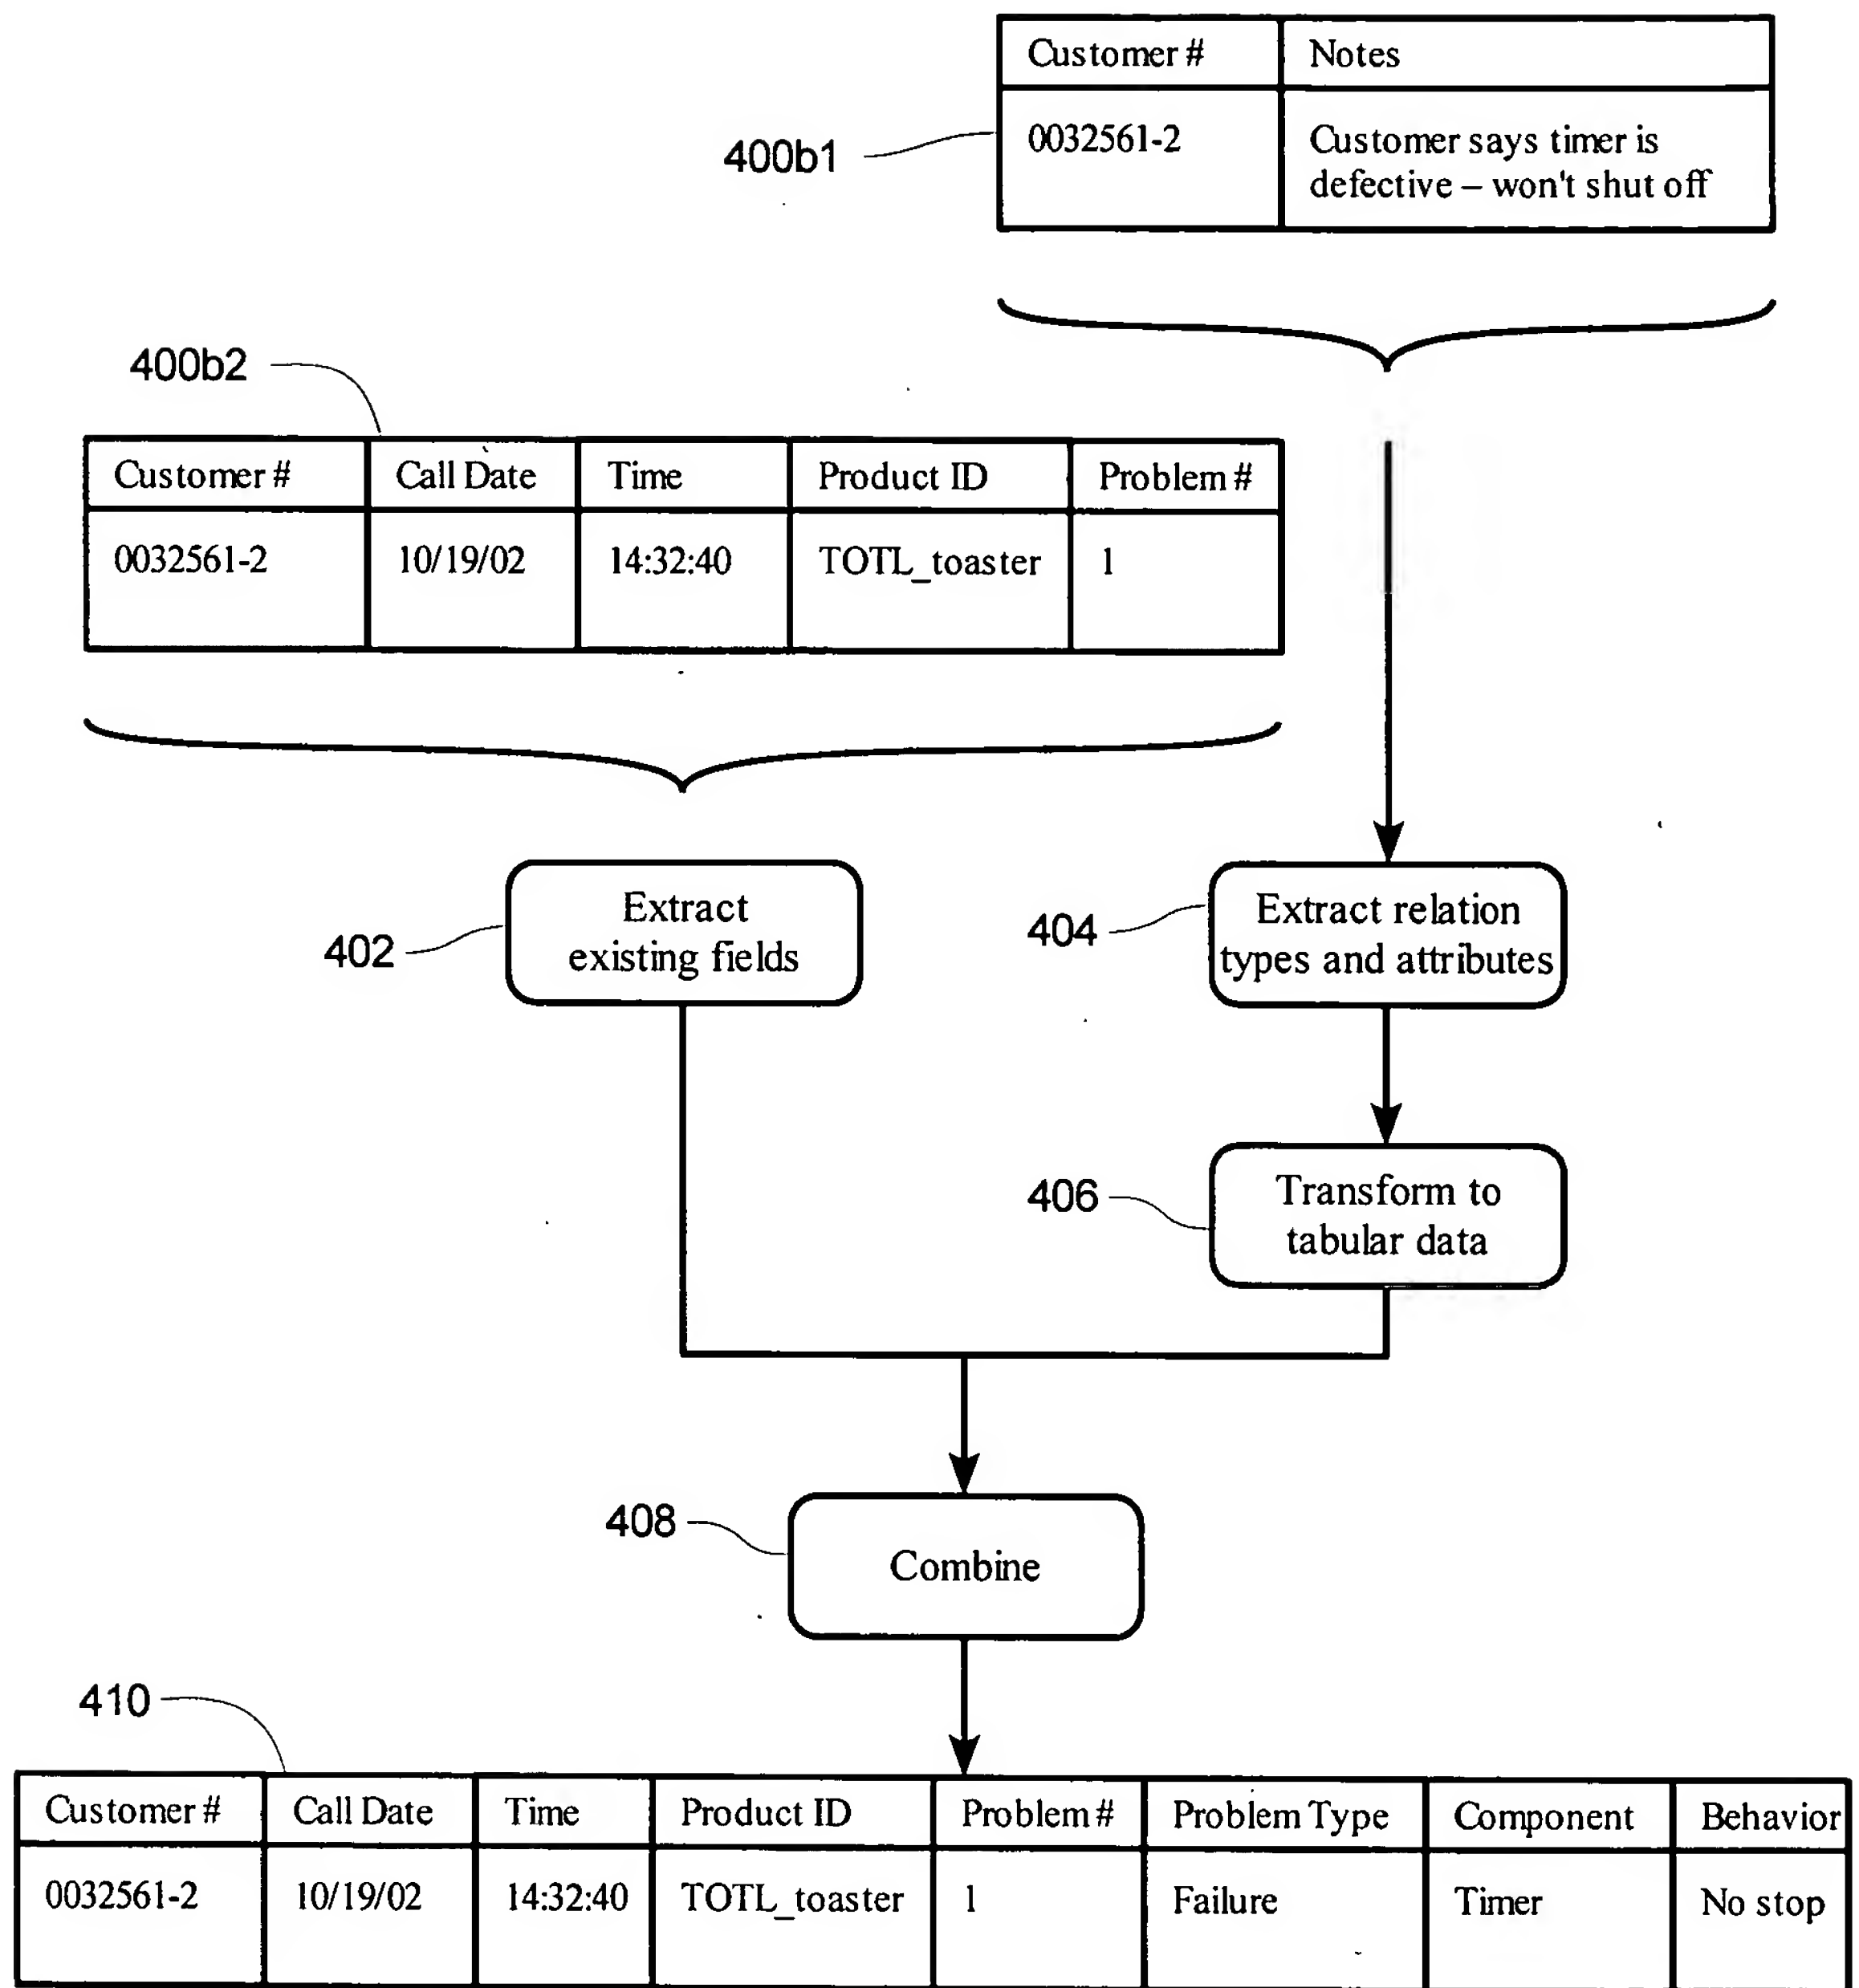 Customer # Notes
400b1 0032561-2 Customer says timer is
defective – won't shut off
400b2
Customer # Call Date Time Product ID Problem #
0032561-2 10/19/02 14:32:40 TOTL_toaster 1
402 Extract
existing fields
404 Extract relation
types and attributes
406 Transform to
tabular data
408 Combine
410
Customer # Call Date Time Product ID Problem # Problem Type Component Behavior
0032561-2 10/19/02 14:32:40 TOTL_toaster 1 Failure Timer No stop